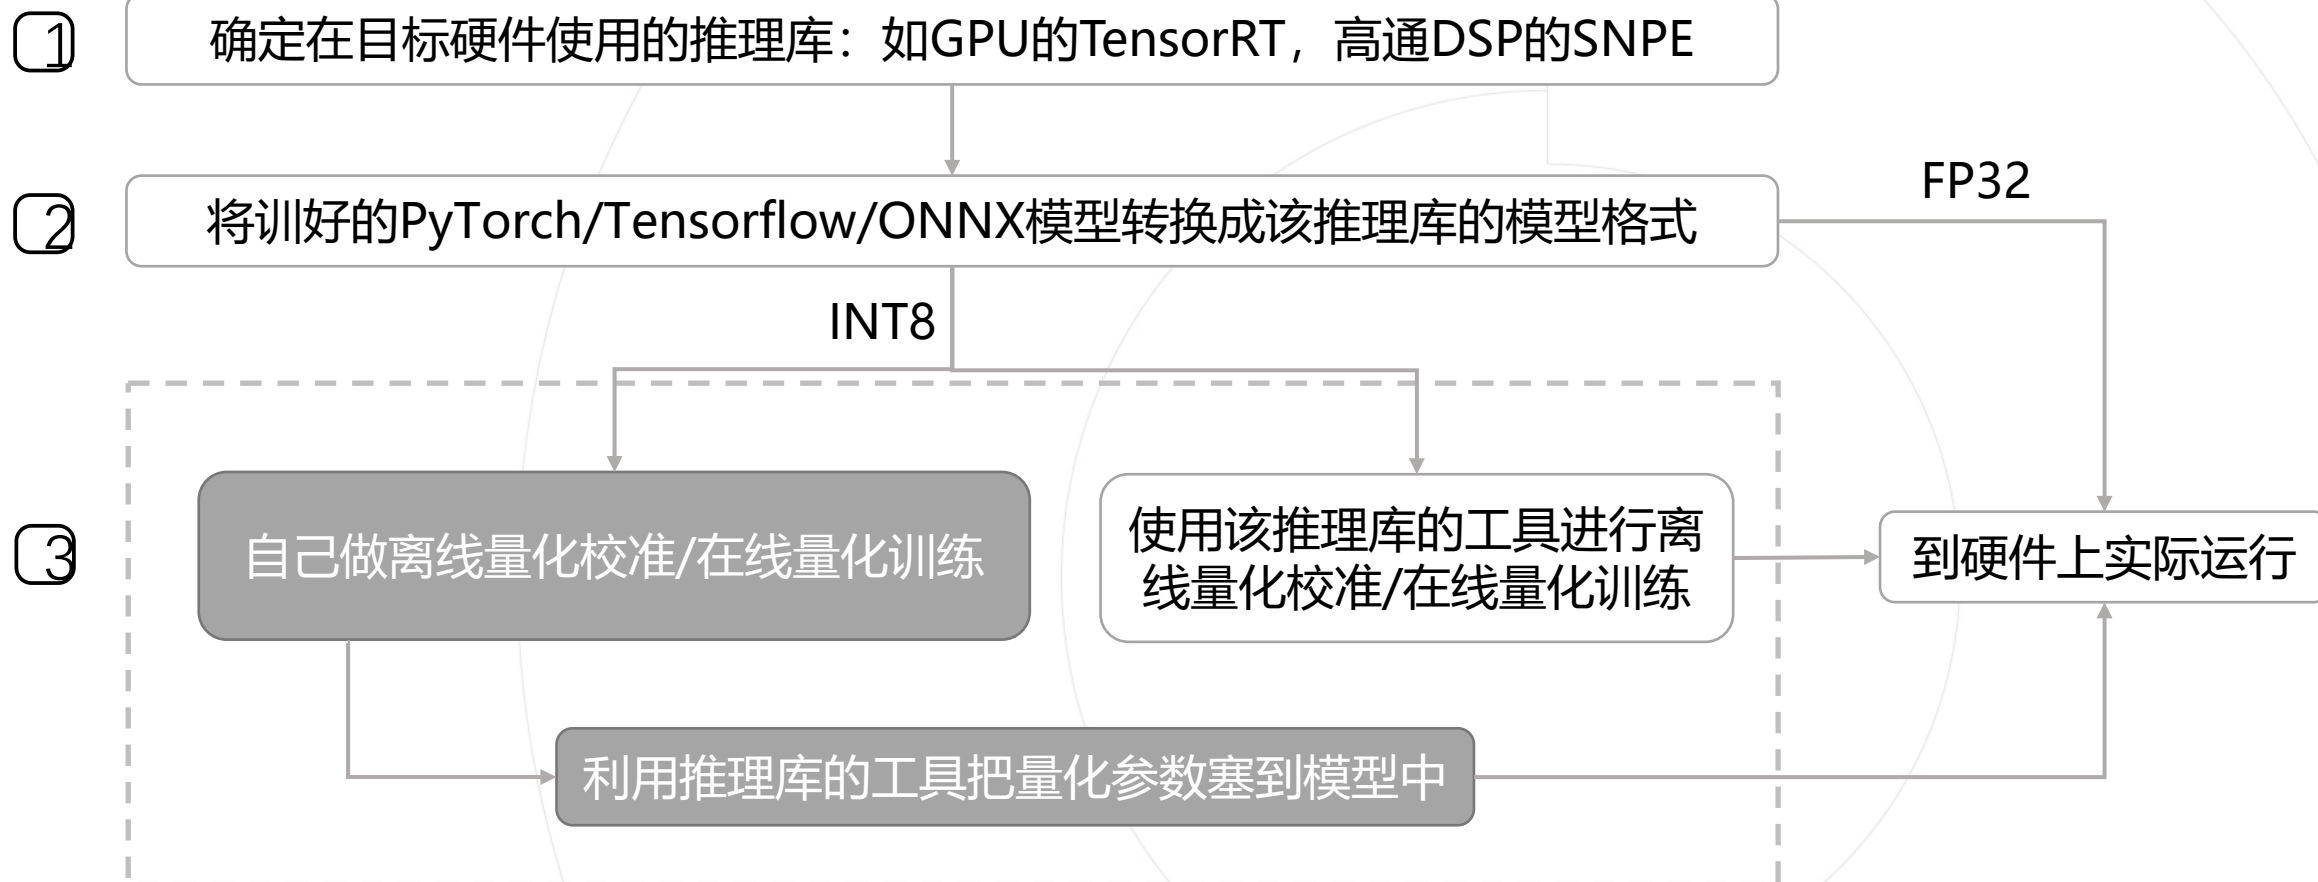 1
确定在目标硬件使用的推理库：如GPU的TensorRT，高通DSP的SNPE
FP32
2
将训好的PyTorch/Tensorflow/ONNX模型转换成该推理库的模型格式
INT8
3
自己做离线量化校准/在线量化训练
使用该推理库的工具进行离
线量化校准/在线量化训练
到硬件上实际运行
利用推理库的工具把量化参数塞到模型中